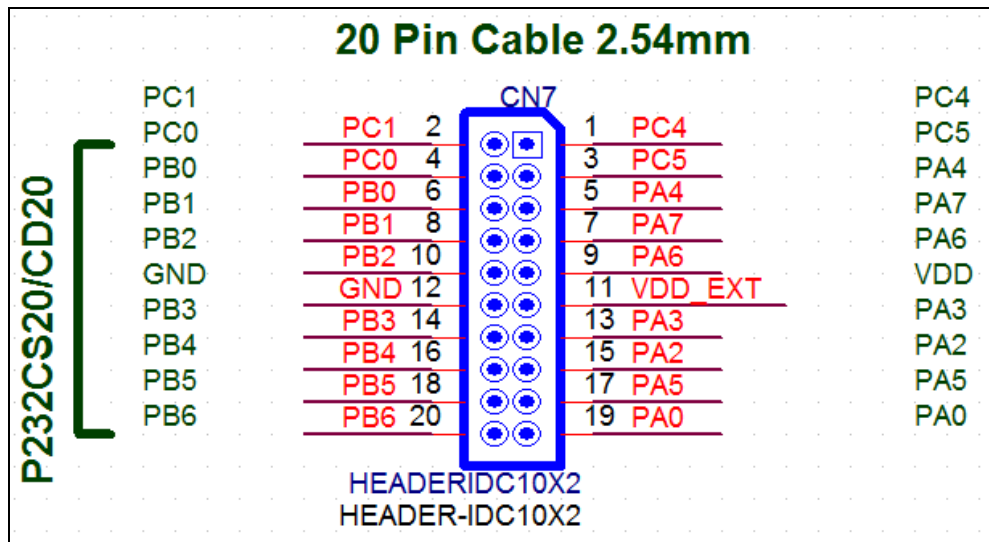 20 Pin Cable 2.54mm
CN7
P232CS20/CD20
PC1 PC1 2 1 PC4 PC4
PC0 PC0 4 3 PC5 PC5
PB0 PB0 6 5 PA4 PA4
PB1 PB1 8 7 PA7 PA7
PB2 PB2 10 9 PA6 PA6
GND GND 12 11 VDD_EXT VDD
PB3 PB3 14 13 PA3 PA3
PB4 PB4 16 15 PA2 PA2
PB5 PB5 18 17 PA5 PA5
PB6 PB6 20 19 PA0 PA0
HEADERIDC10X2
HEADER-IDC10X2